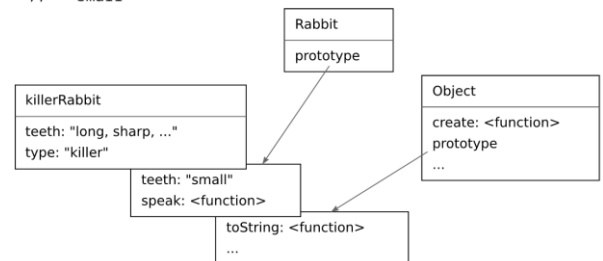 Rabbit
prototype
killerRabbit
teeth: "long, sharp, ..."
type: "killer"
Object
create: <function>
prototype
...
teeth: "small"
speak: <function>
toString: <function>
...